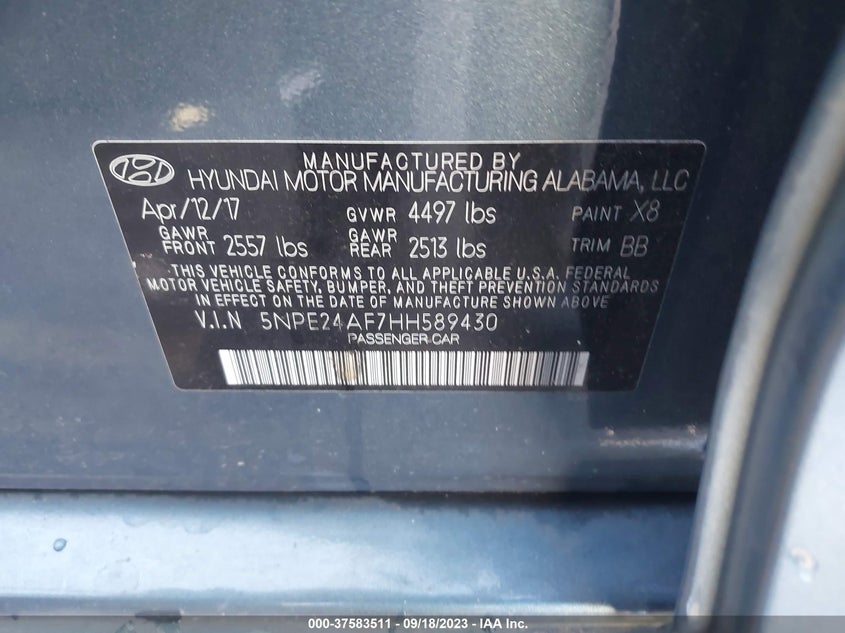 MANUFACTURED BY
HYUNDAI MOTOR MANUFACTURING ALABAMA, LLC
Apr/12/17 GVWR 4497 lbs PAINT X8
GAWR FRONT 2557 lbs GAWR REAR 2513 lbs TRIM BB
THIS VEHICLE CONFORMS TO ALL APPLICABLE U.S.A. FEDERAL
MOTOR VEHICLE SAFETY, BUMPER, AND THEFT PREVENTION STANDARDS
IN EFFECT ON THE DATE OF MANUFACTURE SHOWN ABOVE.
V.I.N 5NPE24AF7HH589430
PASSENGER CAR
000-37583511 - 09/18/2023 - IAA Inc.